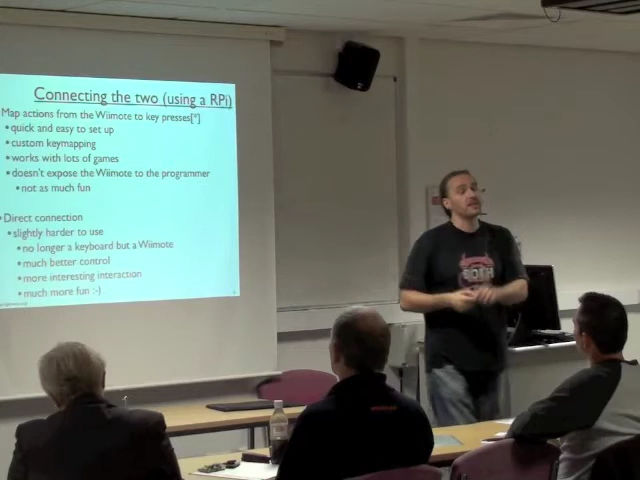 Connecting the two (using a RPi)
Map actions from the Wiimote to key presses[*]
• quick and easy to set up
• custom keymapping
• works with lots of games
• doesn't expose the Wiimote to the programmer
• not as much fun
• Direct connection
• slightly harder to use
• no longer a keyboard but a Wiimote
• much better control
• more interesting interaction
• much more fun :-)